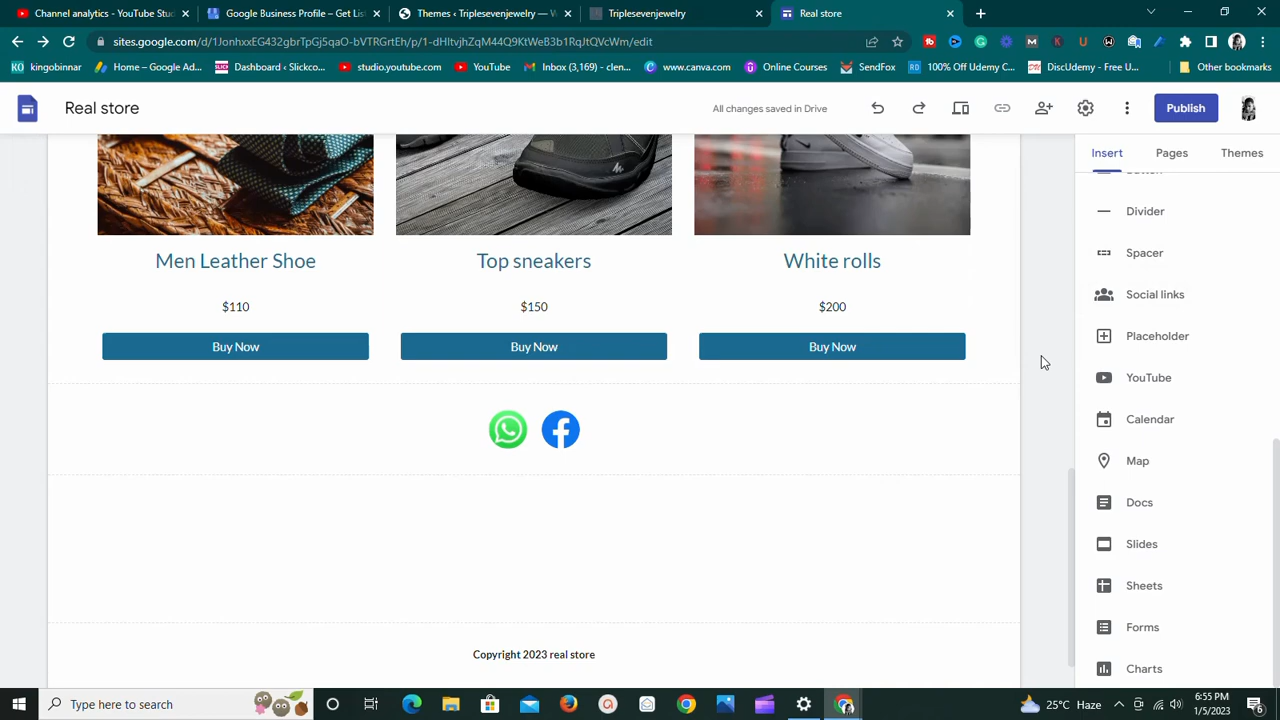 Channel analytics - YouTube Stu
Google Business Profile – Get List
Themes ‹ Triplesevenjewelry — W
Triplesevenjewelry
Real store
sites.google.com/d/1JonhxxEG432gbrTpGj5qaO-bVTRGrtEh/p/1-dHltvjhZqM44Q9KtWeB3b1RqJtQVcWm/edit
kingobinnar
Home – Google Ad...
Dashboard ‹ Slickco...
studio.youtube.com
YouTube
Inbox (3,169) - clen...
www.canva.com
Online Courses
SendFox
100% Off Udemy C...
DiscUdemy - Free U...
Other bookmarks
Real store
All changes saved in Drive
Publish
Insert
Pages
Themes
Divider
Spacer
Social links
Placeholder
YouTube
Calendar
Map
Docs
Slides
Sheets
Forms
Charts
Men Leather Shoe
Top sneakers
White rolls
$110
$150
$200
Buy Now
Buy Now
Buy Now
Copyright 2023 real store
Type here to search
25°C Haze
6:55 PM
1/5/2023
6